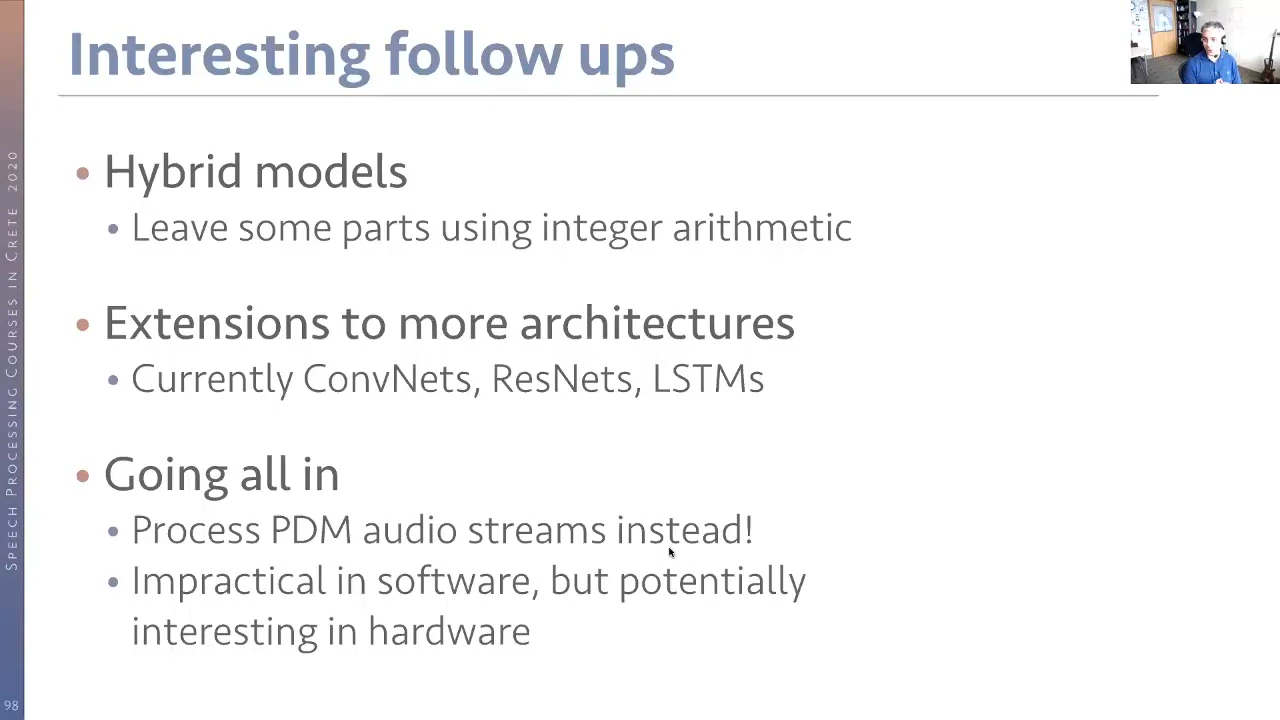 Interesting follow ups
• Hybrid models
• Leave some parts using integer arithmetic
• Extensions to more architectures
• Currently ConvNets, ResNets, LSTMs
• Going all in
• Process PDM audio streams instead!
• Impractical in software, but potentially
interesting in hardware
Speech Processing Courses in Crete 2020
98